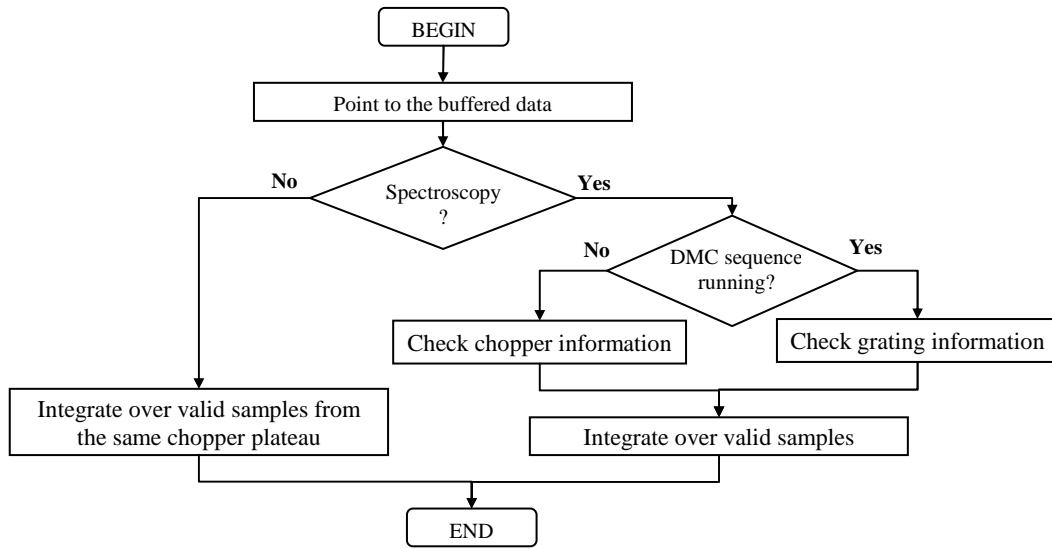 BEGIN
Point to the buffered data
No
Spectroscopy
?
Yes
No
DMC sequence
running?
Yes
Check chopper information
Check grating information
Integrate over valid samples from
the same chopper plateau
Integrate over valid samples
END